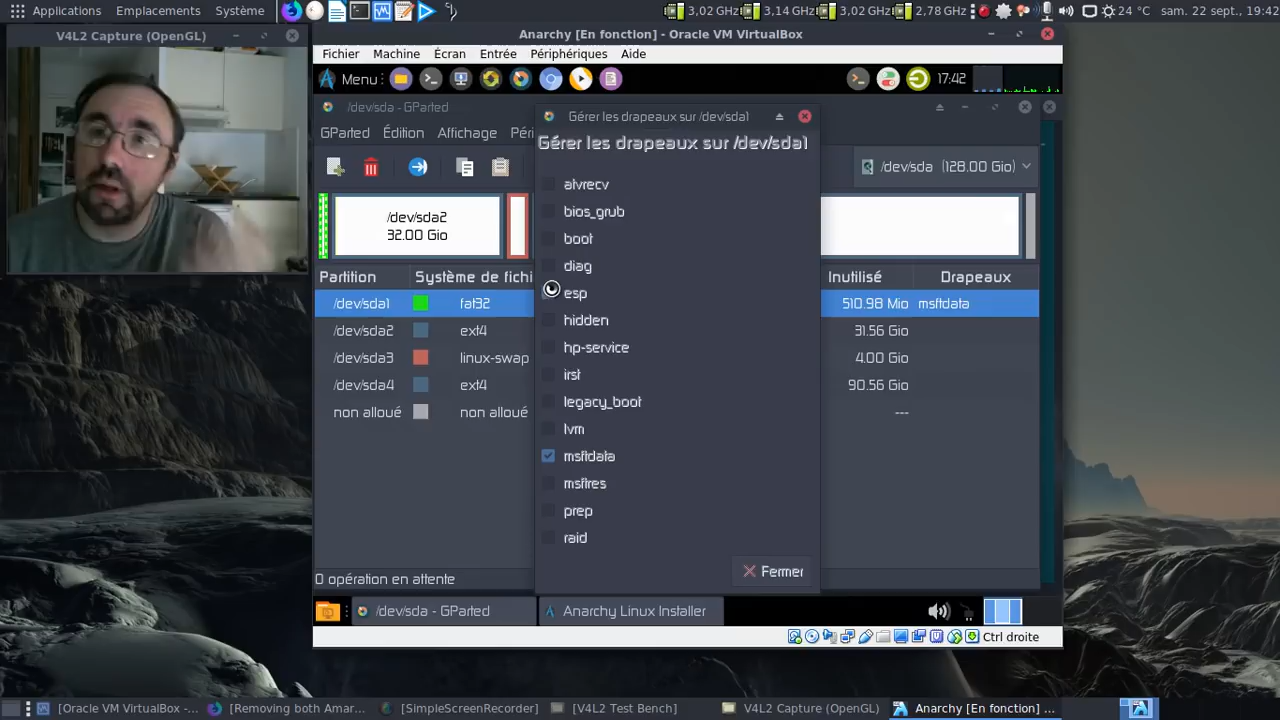 Applications Emplacements Système 3,02 GHz 3,14 GHz 3,02 GHz 2,78 GHz 24 °C sam. 22 sept., 19:42
V4L2 Capture (OpenGL)
Anarchy [En fonction] - Oracle VM VirtualBox
Fichier Machine Écran Entrée Périphériques Aide
Menu: 17:42
/dev/sda - GParted
Gérer les drapeaux sur /dev/sda1
GParted Édition Affichage Péri
Gérer les drapeaux sur /dev/sda1
/dev/sda (128.00 Gio)
/dev/sda2
32.00 Gio
Partition Système de fichi Inutilisé Drapeaux
/dev/sda1 fat32 510.98 Mio msftdata
/dev/sda2 ext4 31.56 Gio
/dev/sda3 linux-swap 4.00 Gio
/dev/sda4 ext4 90.56 Gio
non alloué non alloué ---
atvrecv
bios_grub
boot
diag
esp
hidden
hp-service
irst
legacy_boot
lvm
msftdata
msftres
prep
raid
Fermer
0 opération en attente
/dev/sda - GParted Anarchy Linux Installer
Ctrl droite
[Oracle VM VirtualBox -... [Removing both Amar... [SimpleScreenRecorder] [V4L2 Test Bench] V4L2 Capture (OpenGL) Anarchy [En fonction] ...